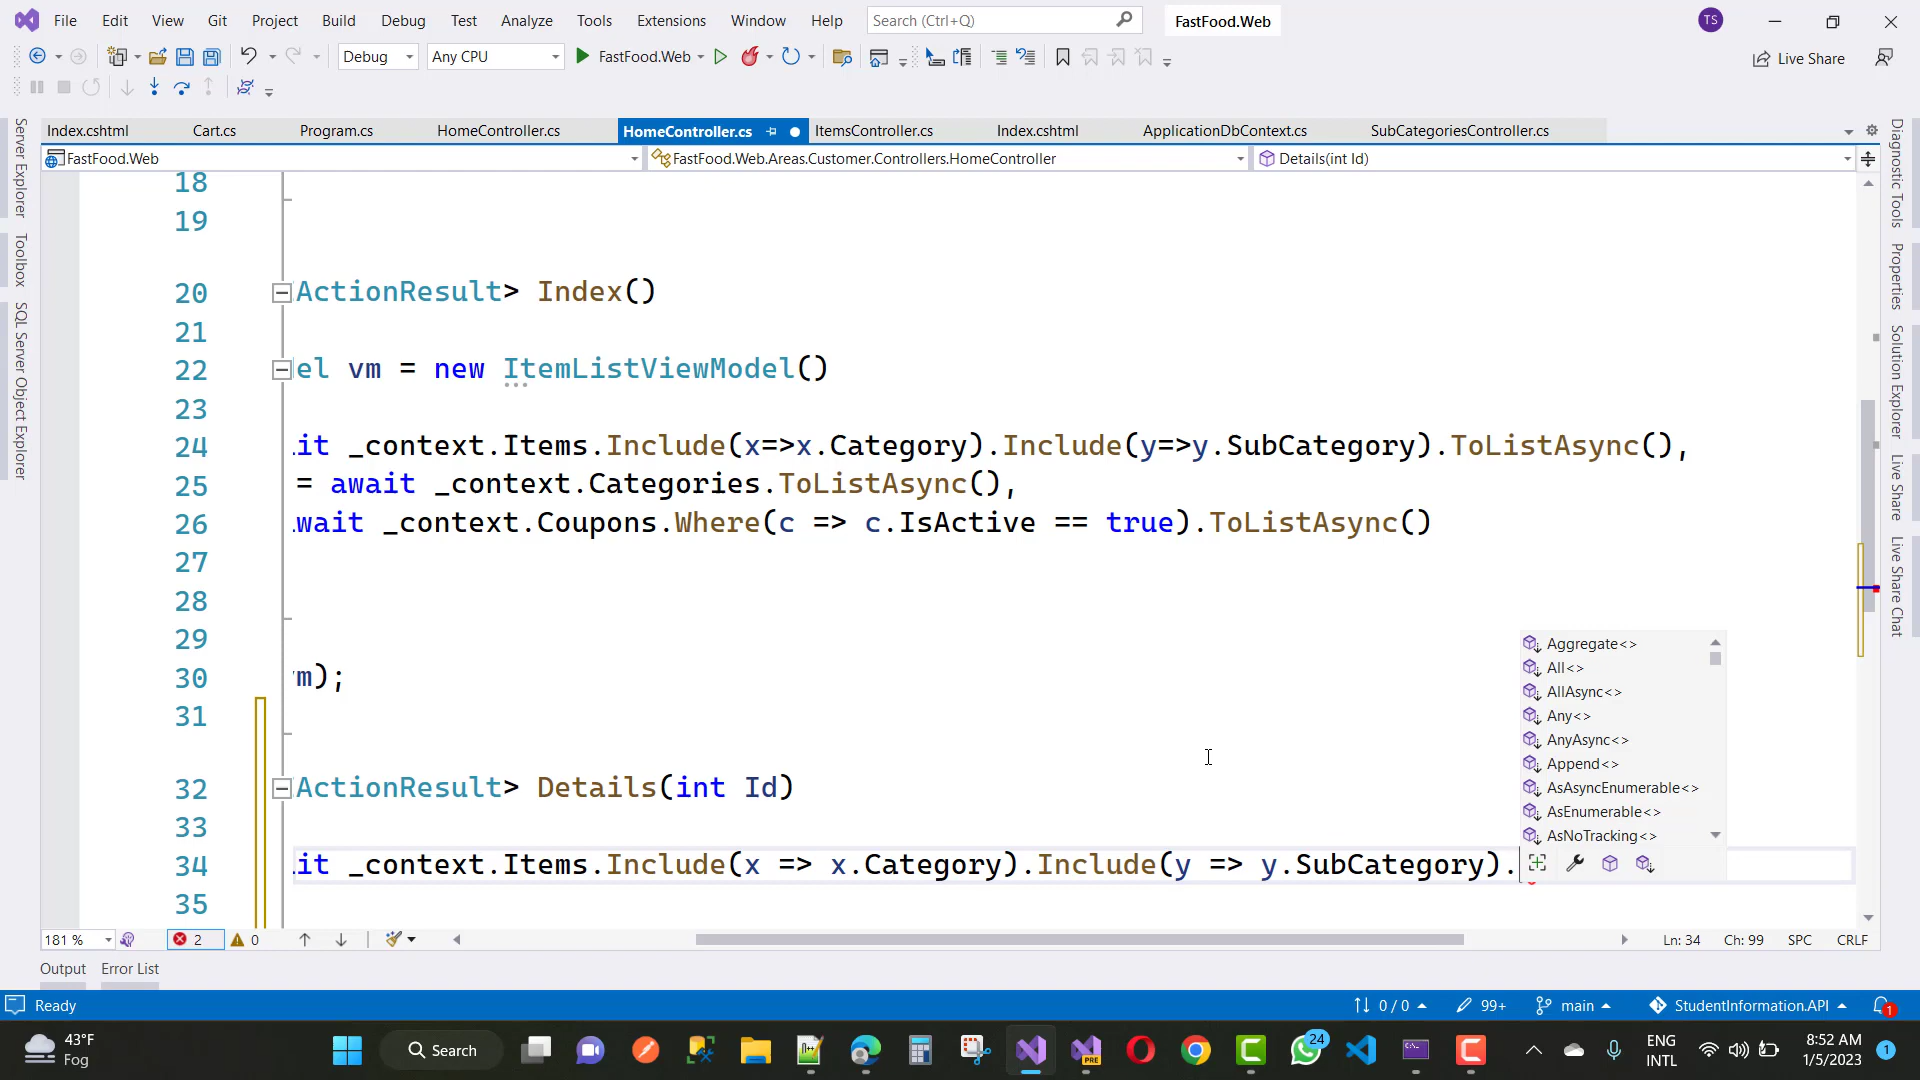 File Edit View Git Project Build Debug Test Analyze Tools Extensions Window Help Search (Ctrl+Q) FastFood.Web TS
Debug Any CPU FastFood.Web Live Share
Index.cshtml Cart.cs Program.cs HomeController.cs HomeController.cs ItemsController.cs Index.cshtml ApplicationDbContext.cs SubCategoriesController.cs
FastFood.Web FastFood.Web.Areas.Customer.Controllers.HomeController Details(int Id)
Server Explorer
Toolbox
SQL Server Object Explorer
18
19
20 ActionResult> Index()
21
22 el vm = new ItemListViewModel()
23
24 it _context.Items.Include(x=>x.Category).Include(y=>y.SubCategory).ToListAsync(),
25 = await _context.Categories.ToListAsync(),
26 wait _context.Coupons.Where(c => c.IsActive == true).ToListAsync()
27
28
29
30 m);
31
32 ActionResult> Details(int Id)
33
34 it _context.Items.Include(x => x.Category).Include(y => y.SubCategory).
35
Aggregate<>
All<>
AllAsync<>
Any<>
AnyAsync<>
Append<>
AsAsyncEnumerable<>
AsEnumerable<>
AsNoTracking<>
Diagnostic Tools
Properties
Solution Explorer
Live Share
Live Share Chat
181 % 2 0 Ln: 34 Ch: 99 SPC CRLF
Output Error List
Ready 0 / 0 99+ main StudentInformation.API 1
43°F
Fog
Search
PRE
24
ENG
INTL
8:52 AM
1/5/2023
1